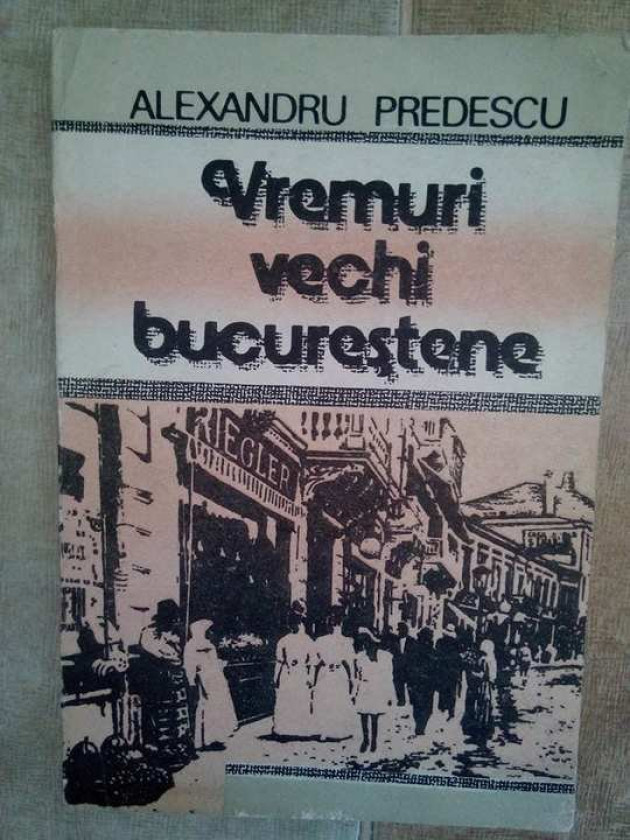 ALEXANDRU PREDESCU
Vremuri
vechi
bucureștene
RIEGLER